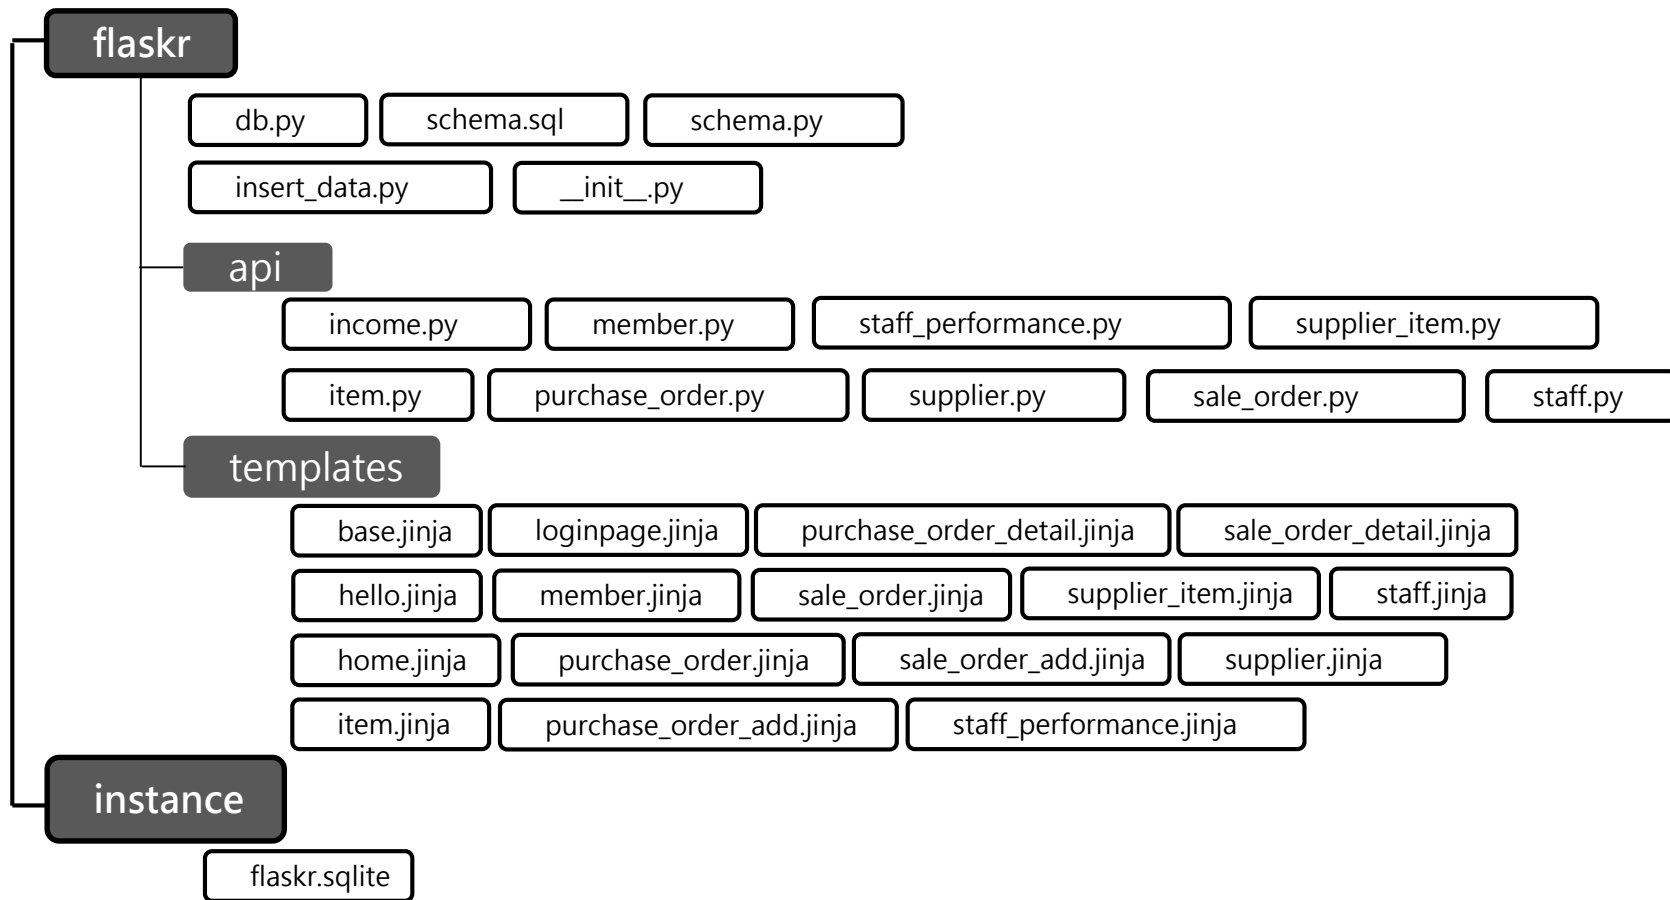 flaskr
db.py schema.sql schema.py
insert_data.py __init__.py
api
income.py member.py staff_performance.py supplier_item.py
item.py purchase_order.py supplier.py sale_order.py staff.py
templates
base.jinja loginpage.jinja purchase_order_detail.jinja sale_order_detail.jinja
hello.jinja member.jinja sale_order.jinja supplier_item.jinja staff.jinja
home.jinja purchase_order.jinja sale_order_add.jinja supplier.jinja
item.jinja purchase_order_add.jinja staff_performance.jinja
instance
flaskr.sqlite